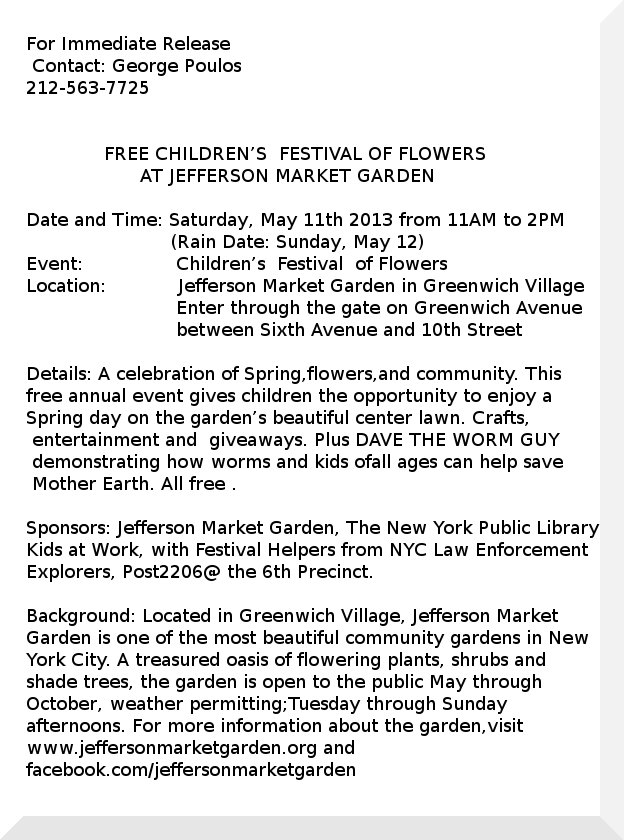 For Immediate Release
Contact: George Poulos
212-563-7725
FREE CHILDREN’S  FESTIVAL OF FLOWERS
AT JEFFERSON MARKET GARDEN
Date and Time: Saturday, May 11th 2013 from 11AM to 2PM
(Rain Date: Sunday, May 12)
Event: Children’s  Festival  of Flowers
Location: Jefferson Market Garden in Greenwich Village
Enter through the gate on Greenwich Avenue
between Sixth Avenue and 10th Street
Details: A celebration of Spring,flowers,and community. This
free annual event gives children the opportunity to enjoy a
Spring day on the garden’s beautiful center lawn. Crafts,
entertainment and  giveaways. Plus DAVE THE WORM GUY
demonstrating how worms and kids ofall ages can help save
Mother Earth. All free .
Sponsors: Jefferson Market Garden, The New York Public Library
Kids at Work, with Festival Helpers from NYC Law Enforcement
Explorers, Post2206@ the 6th Precinct.
Background: Located in Greenwich Village, Jefferson Market
Garden is one of the most beautiful community gardens in New
York City. A treasured oasis of flowering plants, shrubs and
shade trees, the garden is open to the public May through
October, weather permitting;Tuesday through Sunday
afternoons. For more information about the garden,visit
www.jeffersonmarketgarden.org and
facebook.com/jeffersonmarketgarden